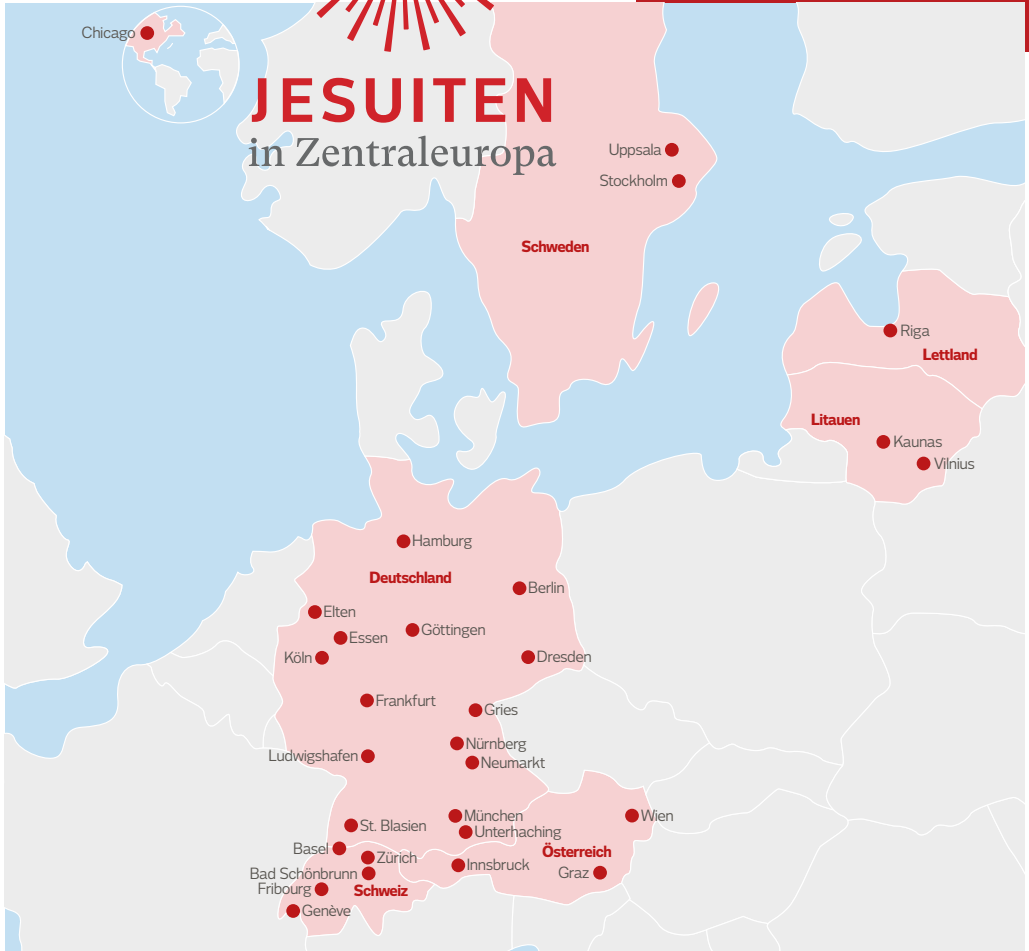 Chicago
JESUITEN
in Zentraleuropa
Uppsala
Stockholm
Schweden
Riga
Lettland
Litauen
Kaunas
Vilnius
Hamburg
Deutschland
Berlin
Elten
Göttingen
Essen
Köln
Dresden
Frankfurt
Gries
Nürnberg
Ludwigshafen
Neumarkt
München
Wien
St. Blasien
Unterhaching
Basel
Österreich
Zürich
Innsbruck
Bad Schönbrunn
Graz
Fribourg
Schweiz
Genève